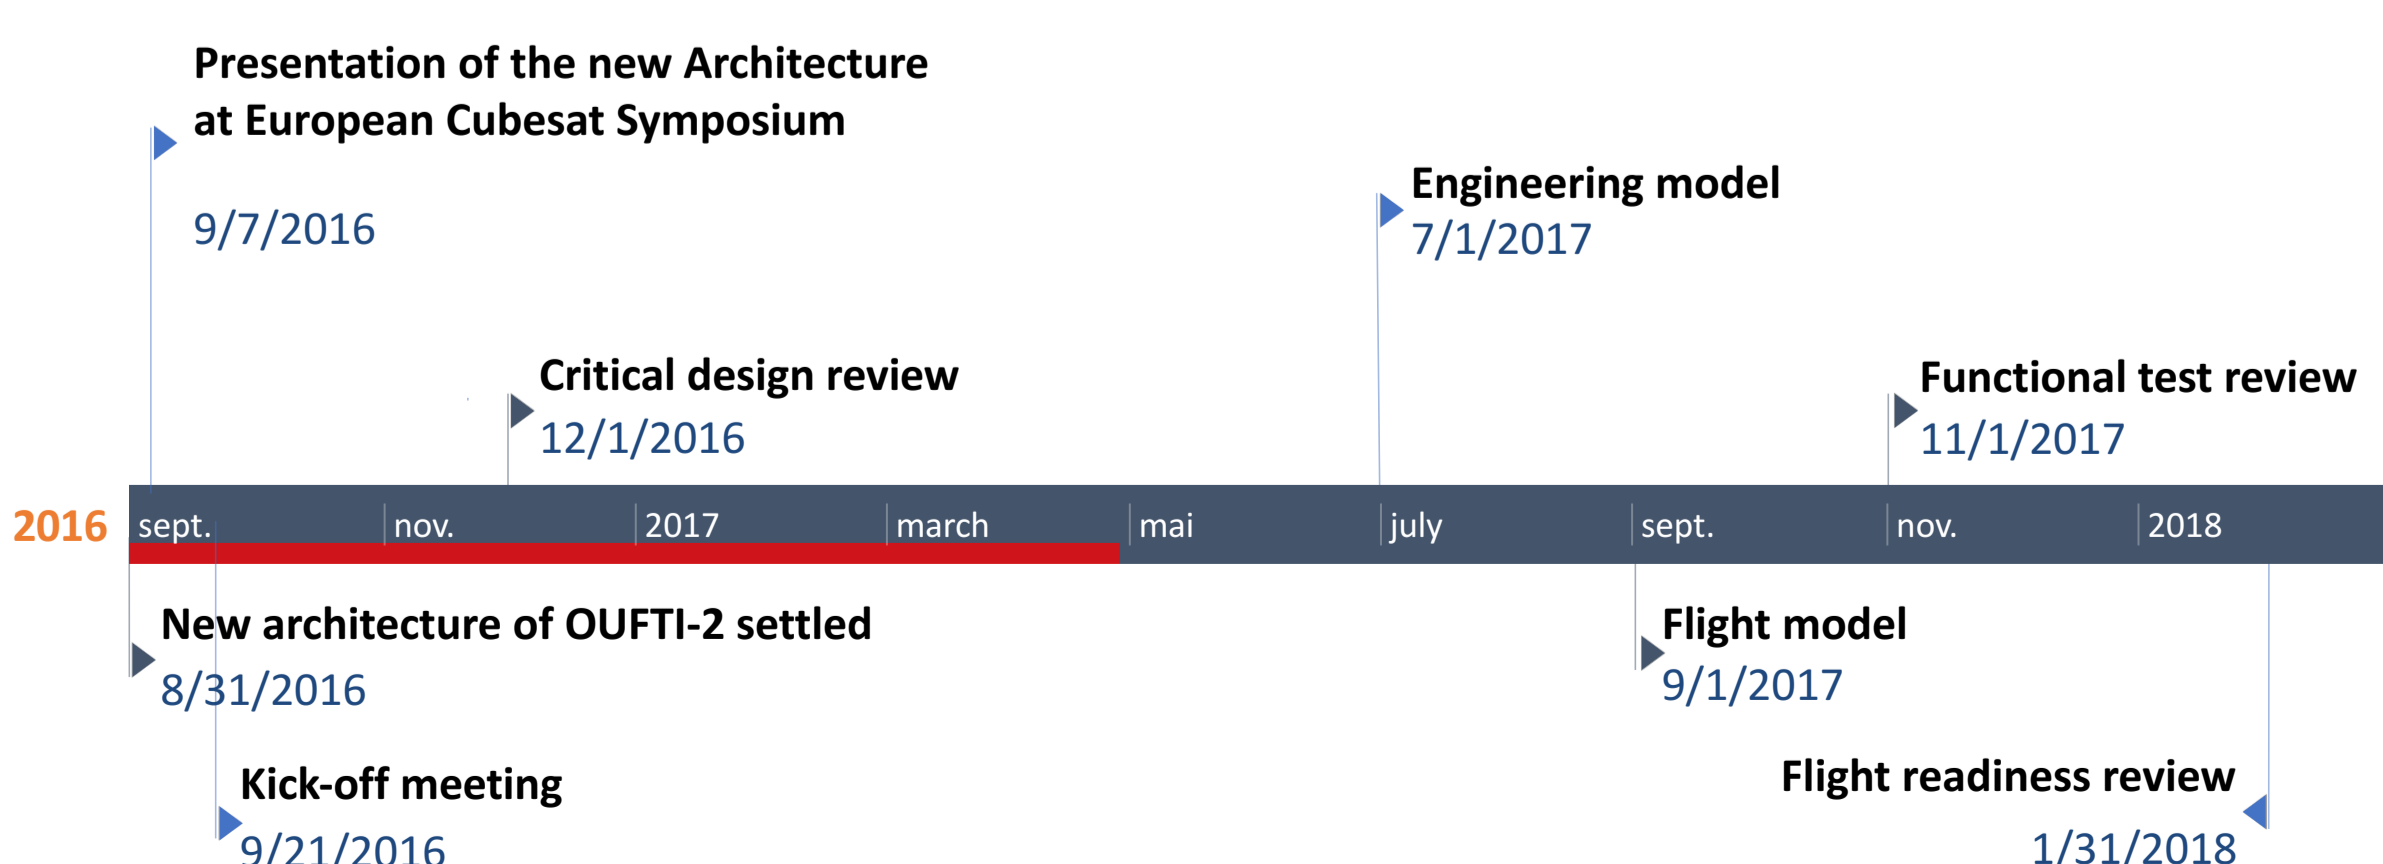 Presentation of the new Architecture
at European Cubesat Symposium
9/7/2016
Engineering model
7/1/2017
Critical design review
12/1/2016
Functional test review
11/1/2017
2016
sept.
nov.
2017
march
mai
july
sept.
nov.
2018
New architecture of OUFTI-2 settled
8/31/2016
Flight model
9/1/2017
Kick-off meeting
9/21/2016
Flight readiness review
1/31/2018